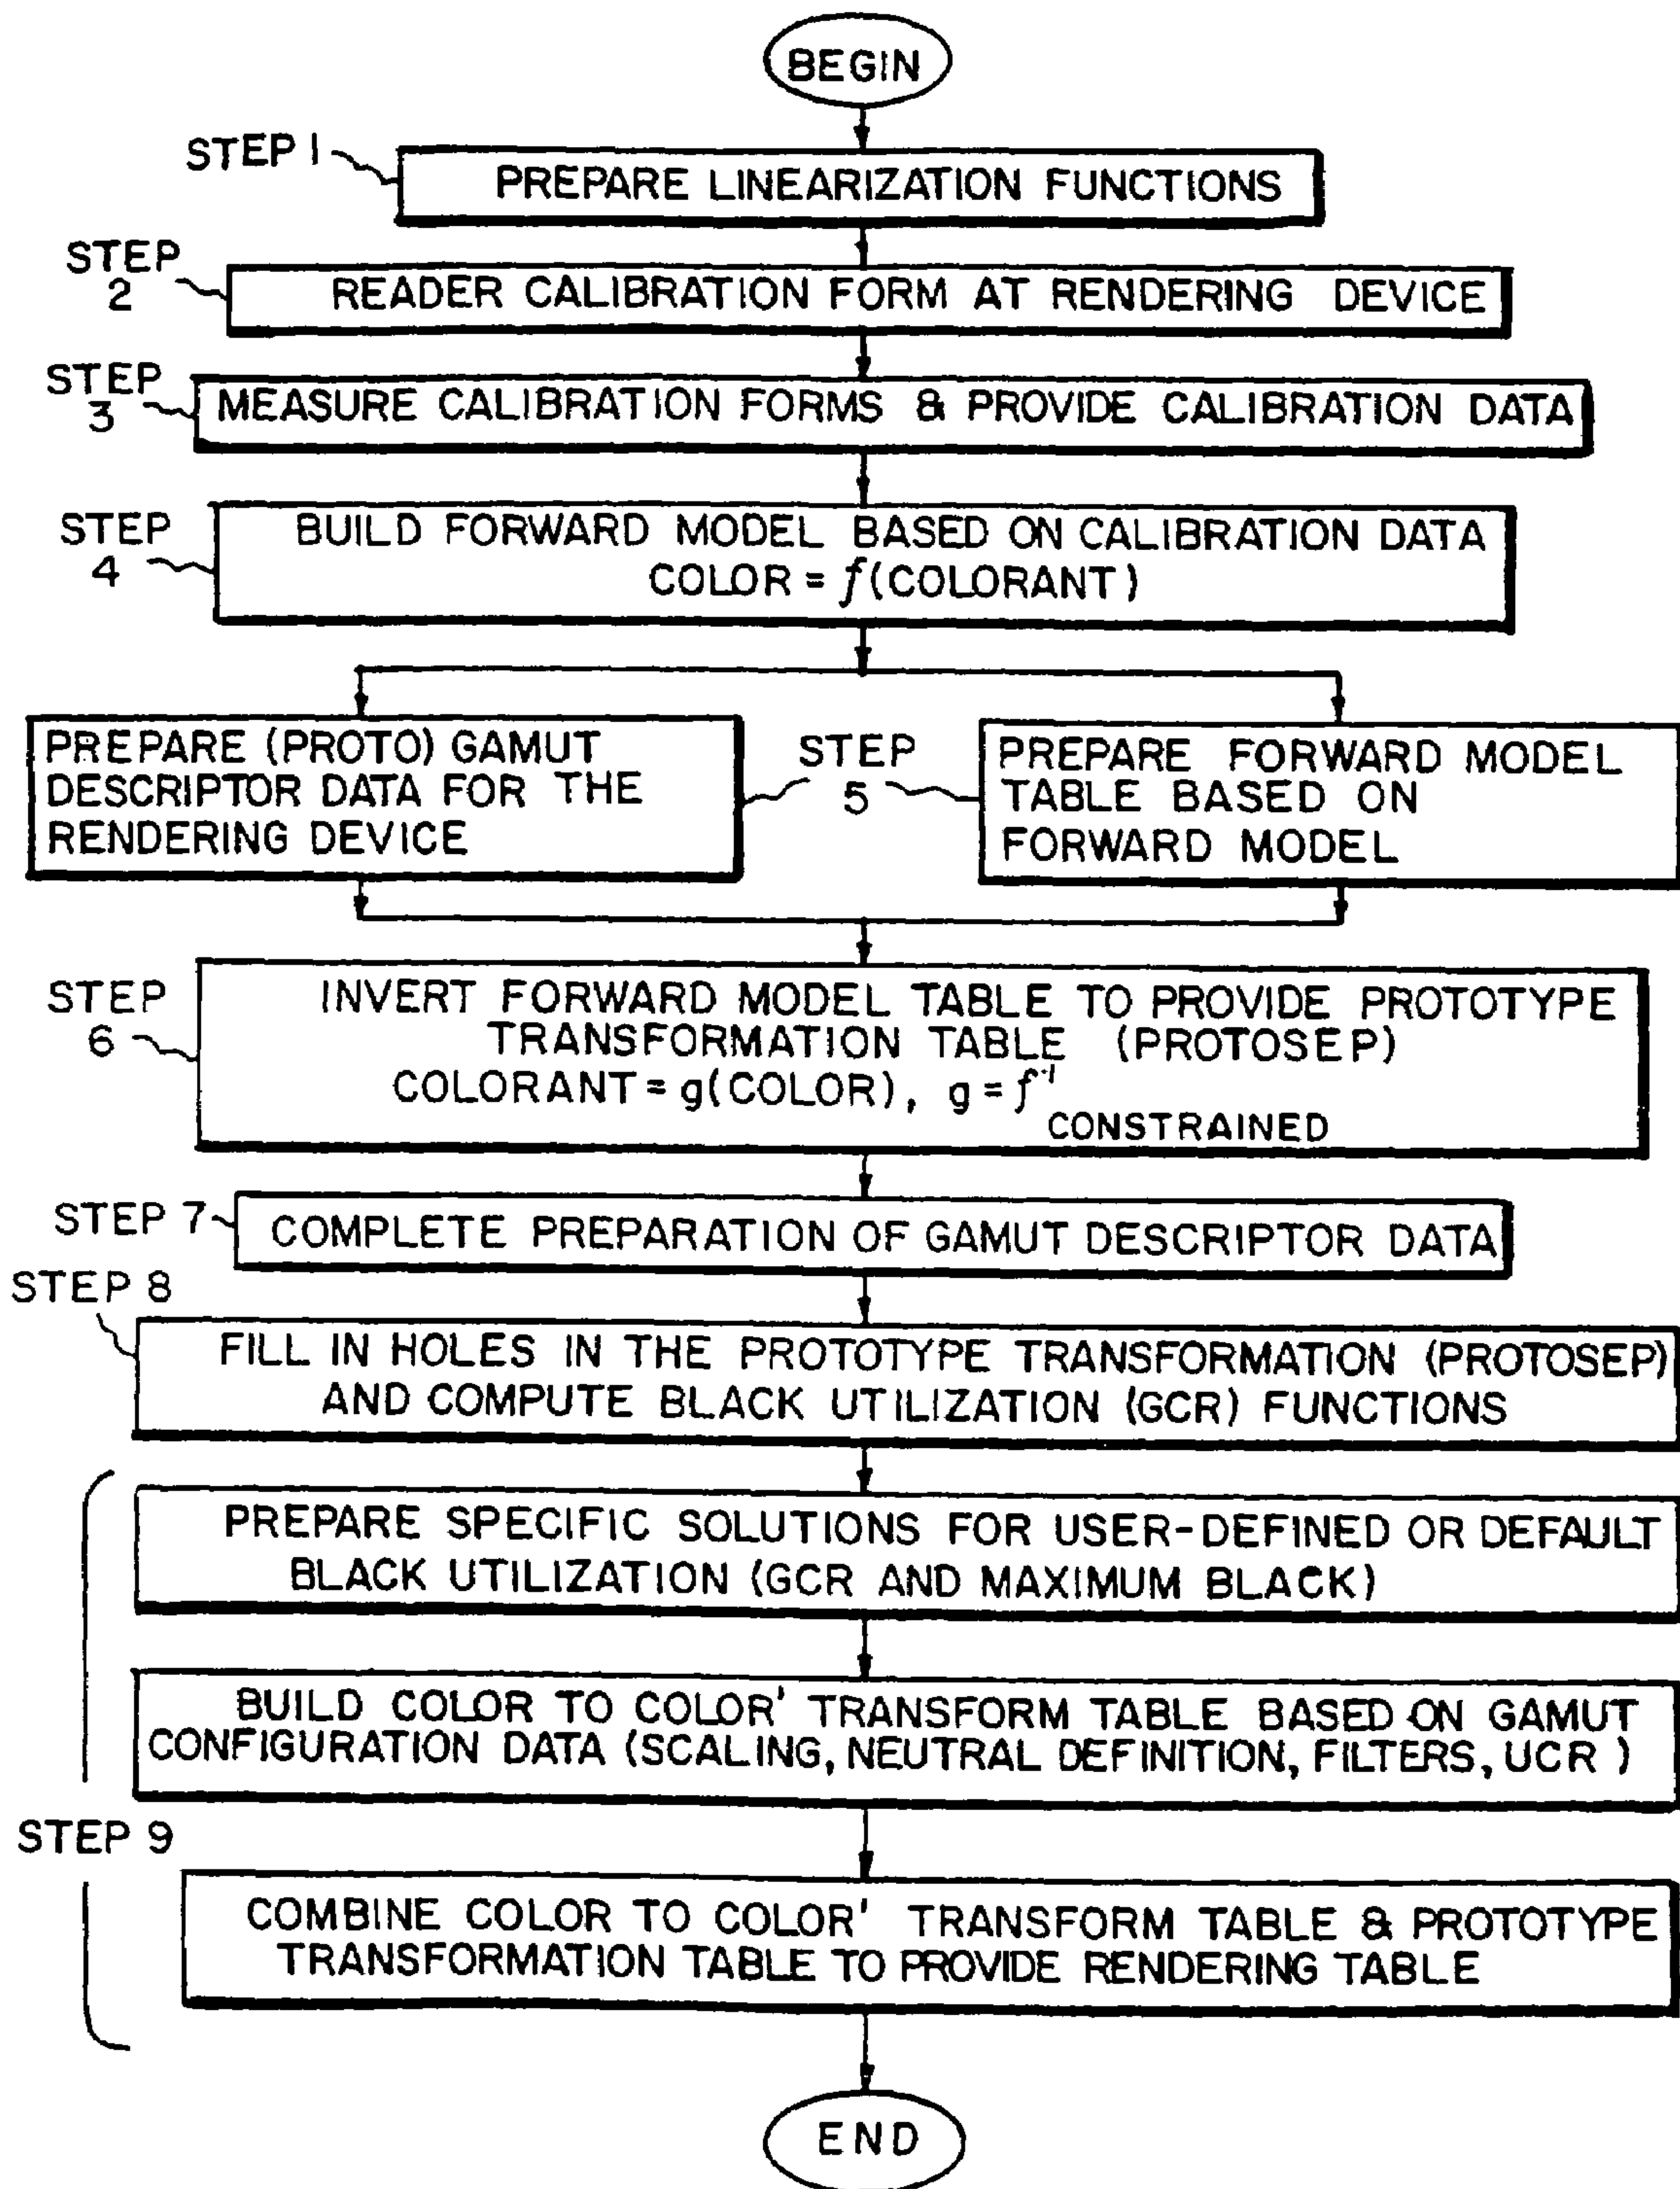 BEGIN
STEP 1
PREPARE LINEARIZATION FUNCTIONS
STEP
2
READER CALIBRATION FORM AT RENDERING DEVICE
STEP
3
MEASURE CALIBRATION FORMS & PROVIDE CALIBRATION DATA
STEP
4
BUILD FORWARD MODEL BASED ON CALIBRATION DATA
COLOR = f(COLORANT)
PREPARE (PROTO) GAMUT
DESCRIPTOR DATA FOR THE
RENDERING DEVICE
STEP
5
PREPARE FORWARD MODEL
TABLE BASED ON
FORWARD MODEL
STEP
6
INVERT FORWARD MODEL TABLE TO PROVIDE PROTOTYPE
TRANSFORMATION TABLE (PROTOSEP)
COLORANT = g(COLOR), g = f⁻¹
CONSTRAINED
STEP 7
COMPLETE PREPARATION OF GAMUT DESCRIPTOR DATA
STEP 8
FILL IN HOLES IN THE PROTOTYPE TRANSFORMATION (PROTOSEP)
AND COMPUTE BLACK UTILIZATION (GCR) FUNCTIONS
PREPARE SPECIFIC SOLUTIONS FOR USER-DEFINED OR DEFAULT
BLACK UTILIZATION (GCR AND MAXIMUM BLACK)
BUILD COLOR TO COLOR' TRANSFORM TABLE BASED ON GAMUT
CONFIGURATION DATA (SCALING, NEUTRAL DEFINITION, FILTERS, UCR)
STEP 9
COMBINE COLOR TO COLOR' TRANSFORM TABLE & PROTOTYPE
TRANSFORMATION TABLE TO PROVIDE RENDERING TABLE
END